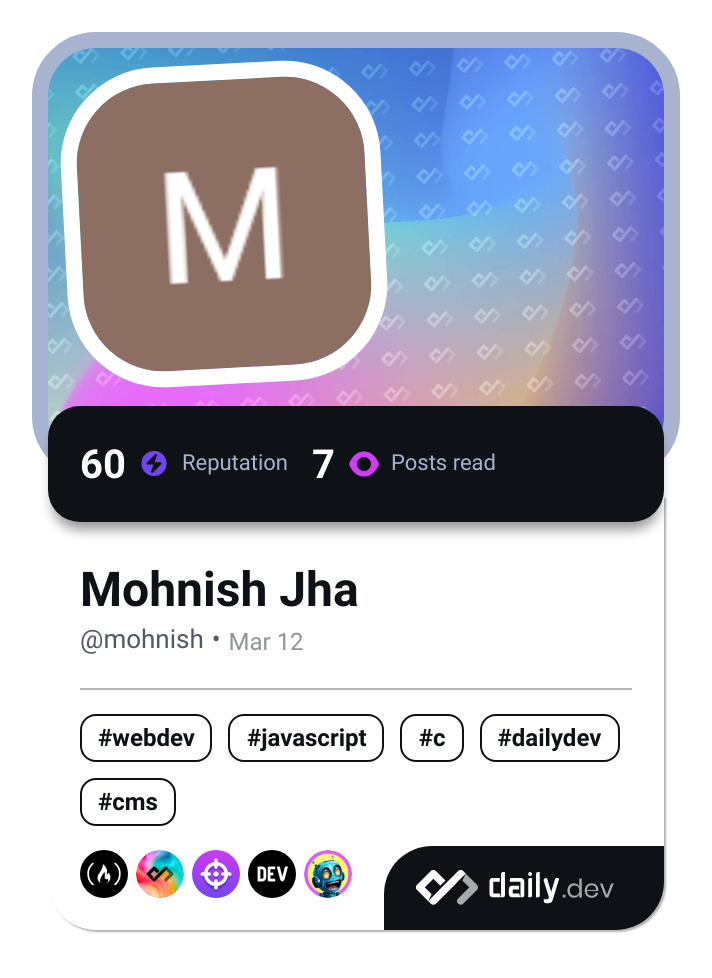 M
60 Reputation 7 Posts read
Mohnish Jha
@mohnish • Mar 12
#webdev #javascript #c #dailydev
#cms
DEV
daily.dev